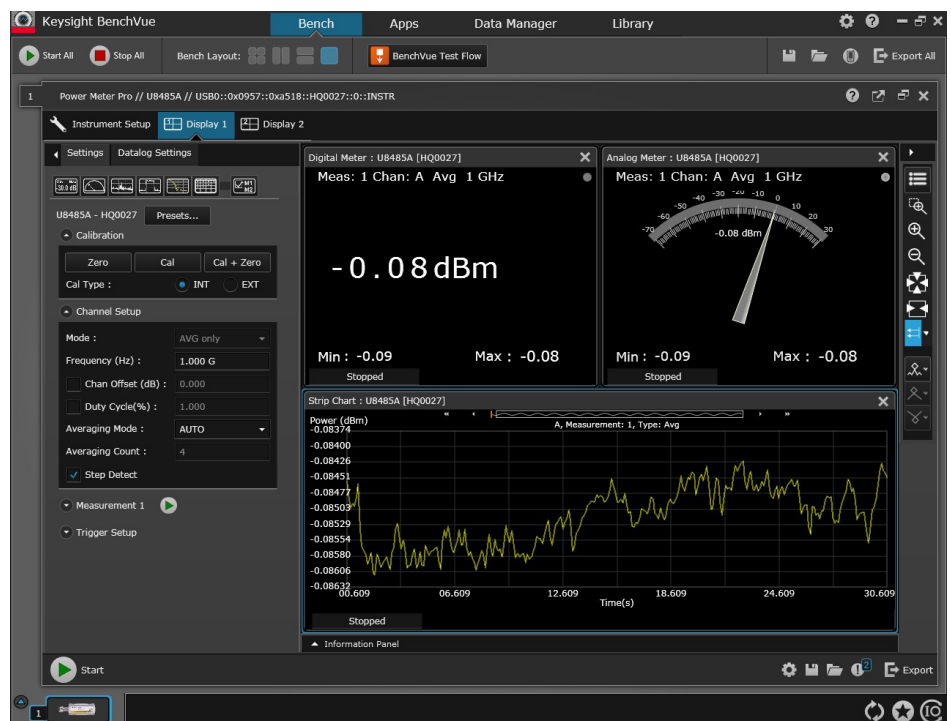 Keysight BenchVue
Bench
Apps
Data Manager
Library
Start All
Stop All
Bench Layout:
BenchVue Test Flow
Export All
1
Power Meter Pro // U8485A // USB0::0x0957::0xa518::HQ0027::0::INSTR
Instrument Setup
Display 1
Display 2
Settings
Datalog Settings
U8485A - HQ0027
Presets...
Calibration
Zero
Cal
Cal + Zero
Cal Type :
INT
EXT
Channel Setup
Mode :
AVG only
Frequency (Hz) :
1.000 G
Chan Offset (dB) :
0.000
Duty Cycle(%) :
1.000
Averaging Mode :
AUTO
Averaging Count :
4
Step Detect
Measurement 1
Trigger Setup
Digital Meter : U8485A [HQ0027]
Meas: 1 Chan: A Avg 1 GHz
-0.08dBm
Min : -0.09
Max : -0.08
Stopped
Analog Meter : U8485A [HQ0027]
Meas: 1 Chan: A Avg 1 GHz
-70
-60
-50
-40
-30
-20
-10
0
10
20
30
-0.08 dBm
Min : -0.09
Max : -0.08
Stopped
Strip Chart : U8485A [HQ0027]
Power (dBm)
A, Measurement: 1, Type: Avg
-0.08374
-0.08400
-0.08426
-0.08451
-0.08477
-0.08503
-0.08529
-0.08554
-0.08580
-0.08606
-0.08632
00.609
06.609
12.609
18.609
24.609
30.609
Time(s)
Stopped
Information Panel
Start
2
Export
1
IO